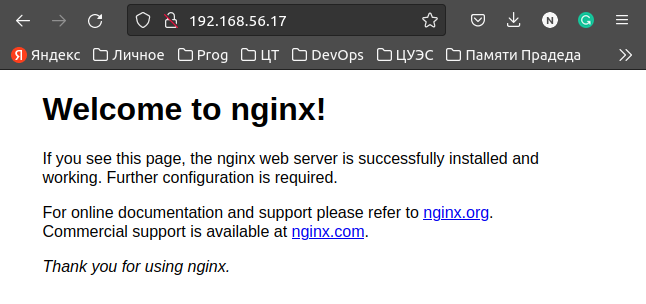 192.168.56.17
N
G
Я Яндекс Личное Prog ЦТ DevOps ЦУЭС Памяти Прадеда
Welcome to nginx!
If you see this page, the nginx web server is successfully installed and
working. Further configuration is required.
For online documentation and support please refer to nginx.org.
Commercial support is available at nginx.com.
Thank you for using nginx.